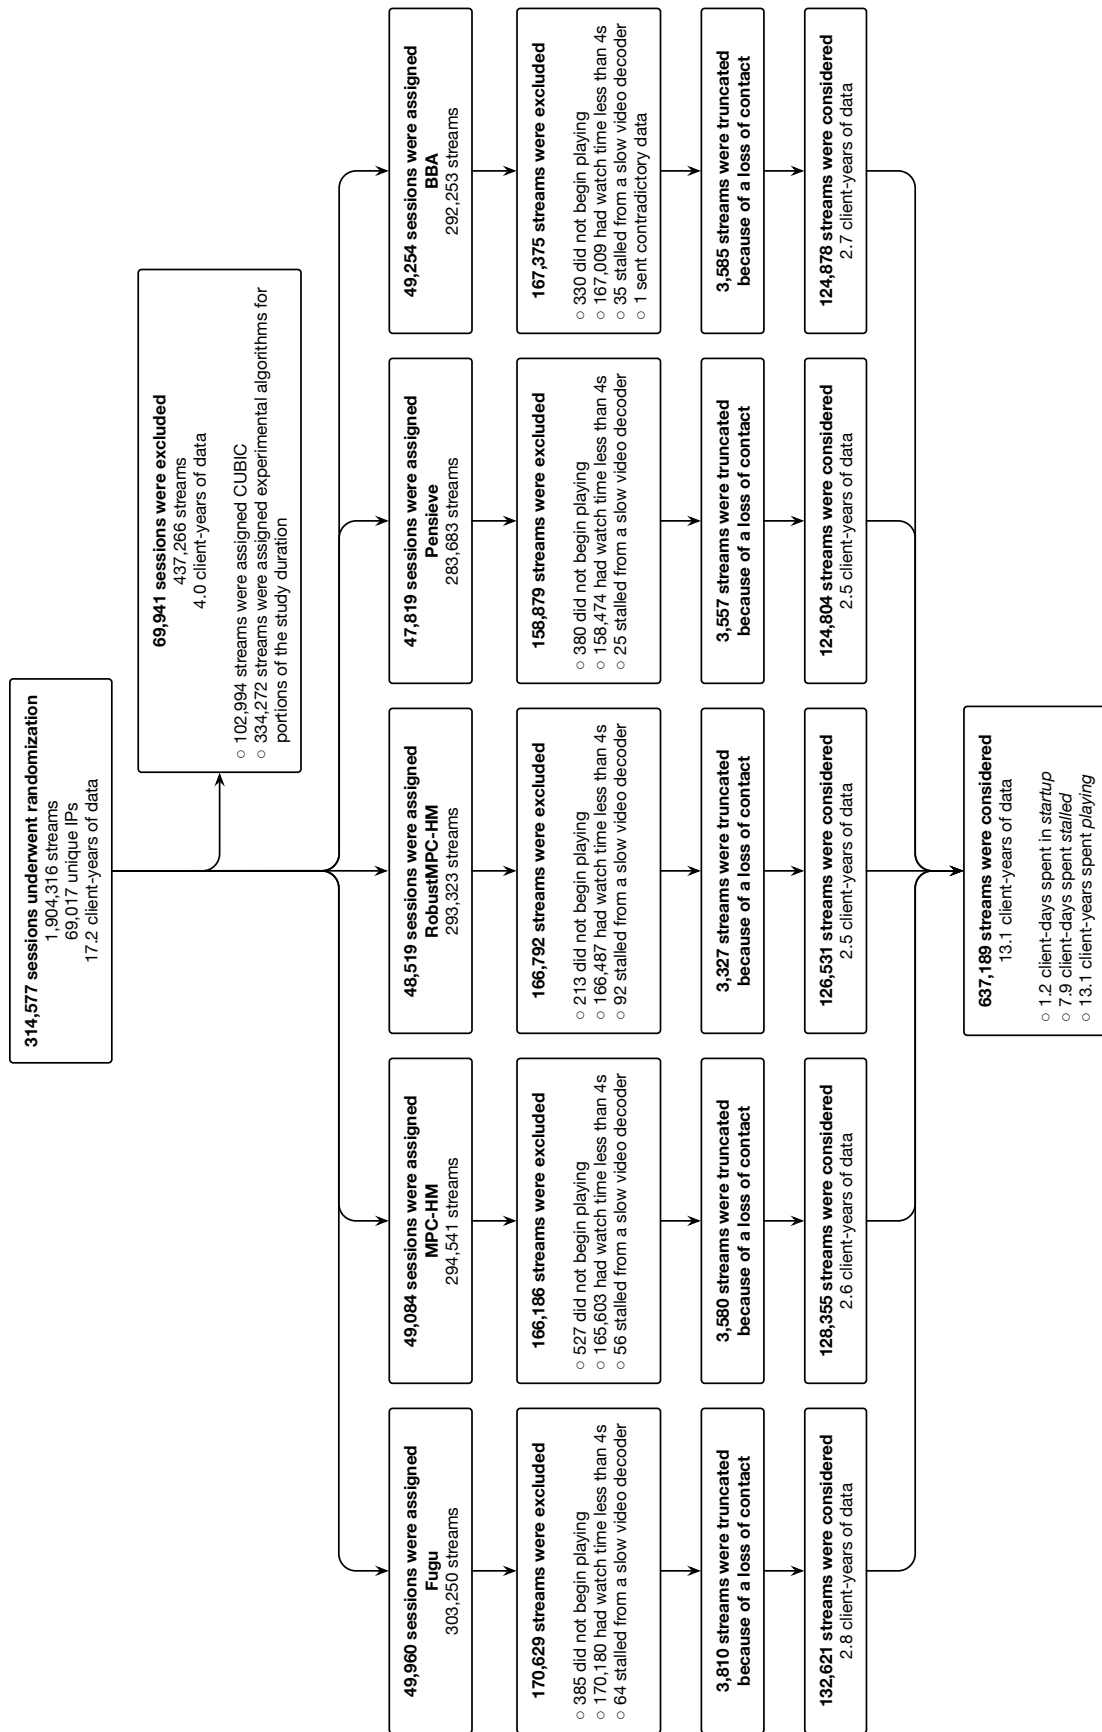 314,577 sessions underwent randomization
1,904,316 streams
69,017 unique IPs
17.2 client-years of data
69,941 sessions were excluded
437,266 streams
4.0 client-years of data
○ 102,994 streams were assigned CUBIC
○ 334,272 streams were assigned experimental algorithms for
portions of the study duration
49,960 sessions were assigned
Fugu
303,250 streams
49,084 sessions were assigned
MPC-HM
294,541 streams
48,519 sessions were assigned
RobustMPC-HM
293,323 streams
47,819 sessions were assigned
Pensieve
283,683 streams
49,254 sessions were assigned
BBA
292,253 streams
170,629 streams were excluded
○ 385 did not begin playing
○ 170,180 had watch time less than 4s
○ 64 stalled from a slow video decoder
166,186 streams were excluded
○ 527 did not begin playing
○ 165,603 had watch time less than 4s
○ 56 stalled from a slow video decoder
166,792 streams were excluded
○ 213 did not begin playing
○ 166,487 had watch time less than 4s
○ 92 stalled from a slow video decoder
158,879 streams were excluded
○ 380 did not begin playing
○ 158,474 had watch time less than 4s
○ 25 stalled from a slow video decoder
167,375 streams were excluded
○ 330 did not begin playing
○ 167,009 had watch time less than 4s
○ 35 stalled from a slow video decoder
○ 1 sent contradictory data
3,810 streams were truncated
because of a loss of contact
3,580 streams were truncated
because of a loss of contact
3,327 streams were truncated
because of a loss of contact
3,557 streams were truncated
because of a loss of contact
3,585 streams were truncated
because of a loss of contact
132,621 streams were considered
2.8 client-years of data
128,355 streams were considered
2.6 client-years of data
126,531 streams were considered
2.5 client-years of data
124,804 streams were considered
2.5 client-years of data
124,878 streams were considered
2.7 client-years of data
637,189 streams were considered
13.1 client-years of data
○ 1.2 client-days spent in startup
○ 7.9 client-days spent stalled
○ 13.1 client-years spent playing